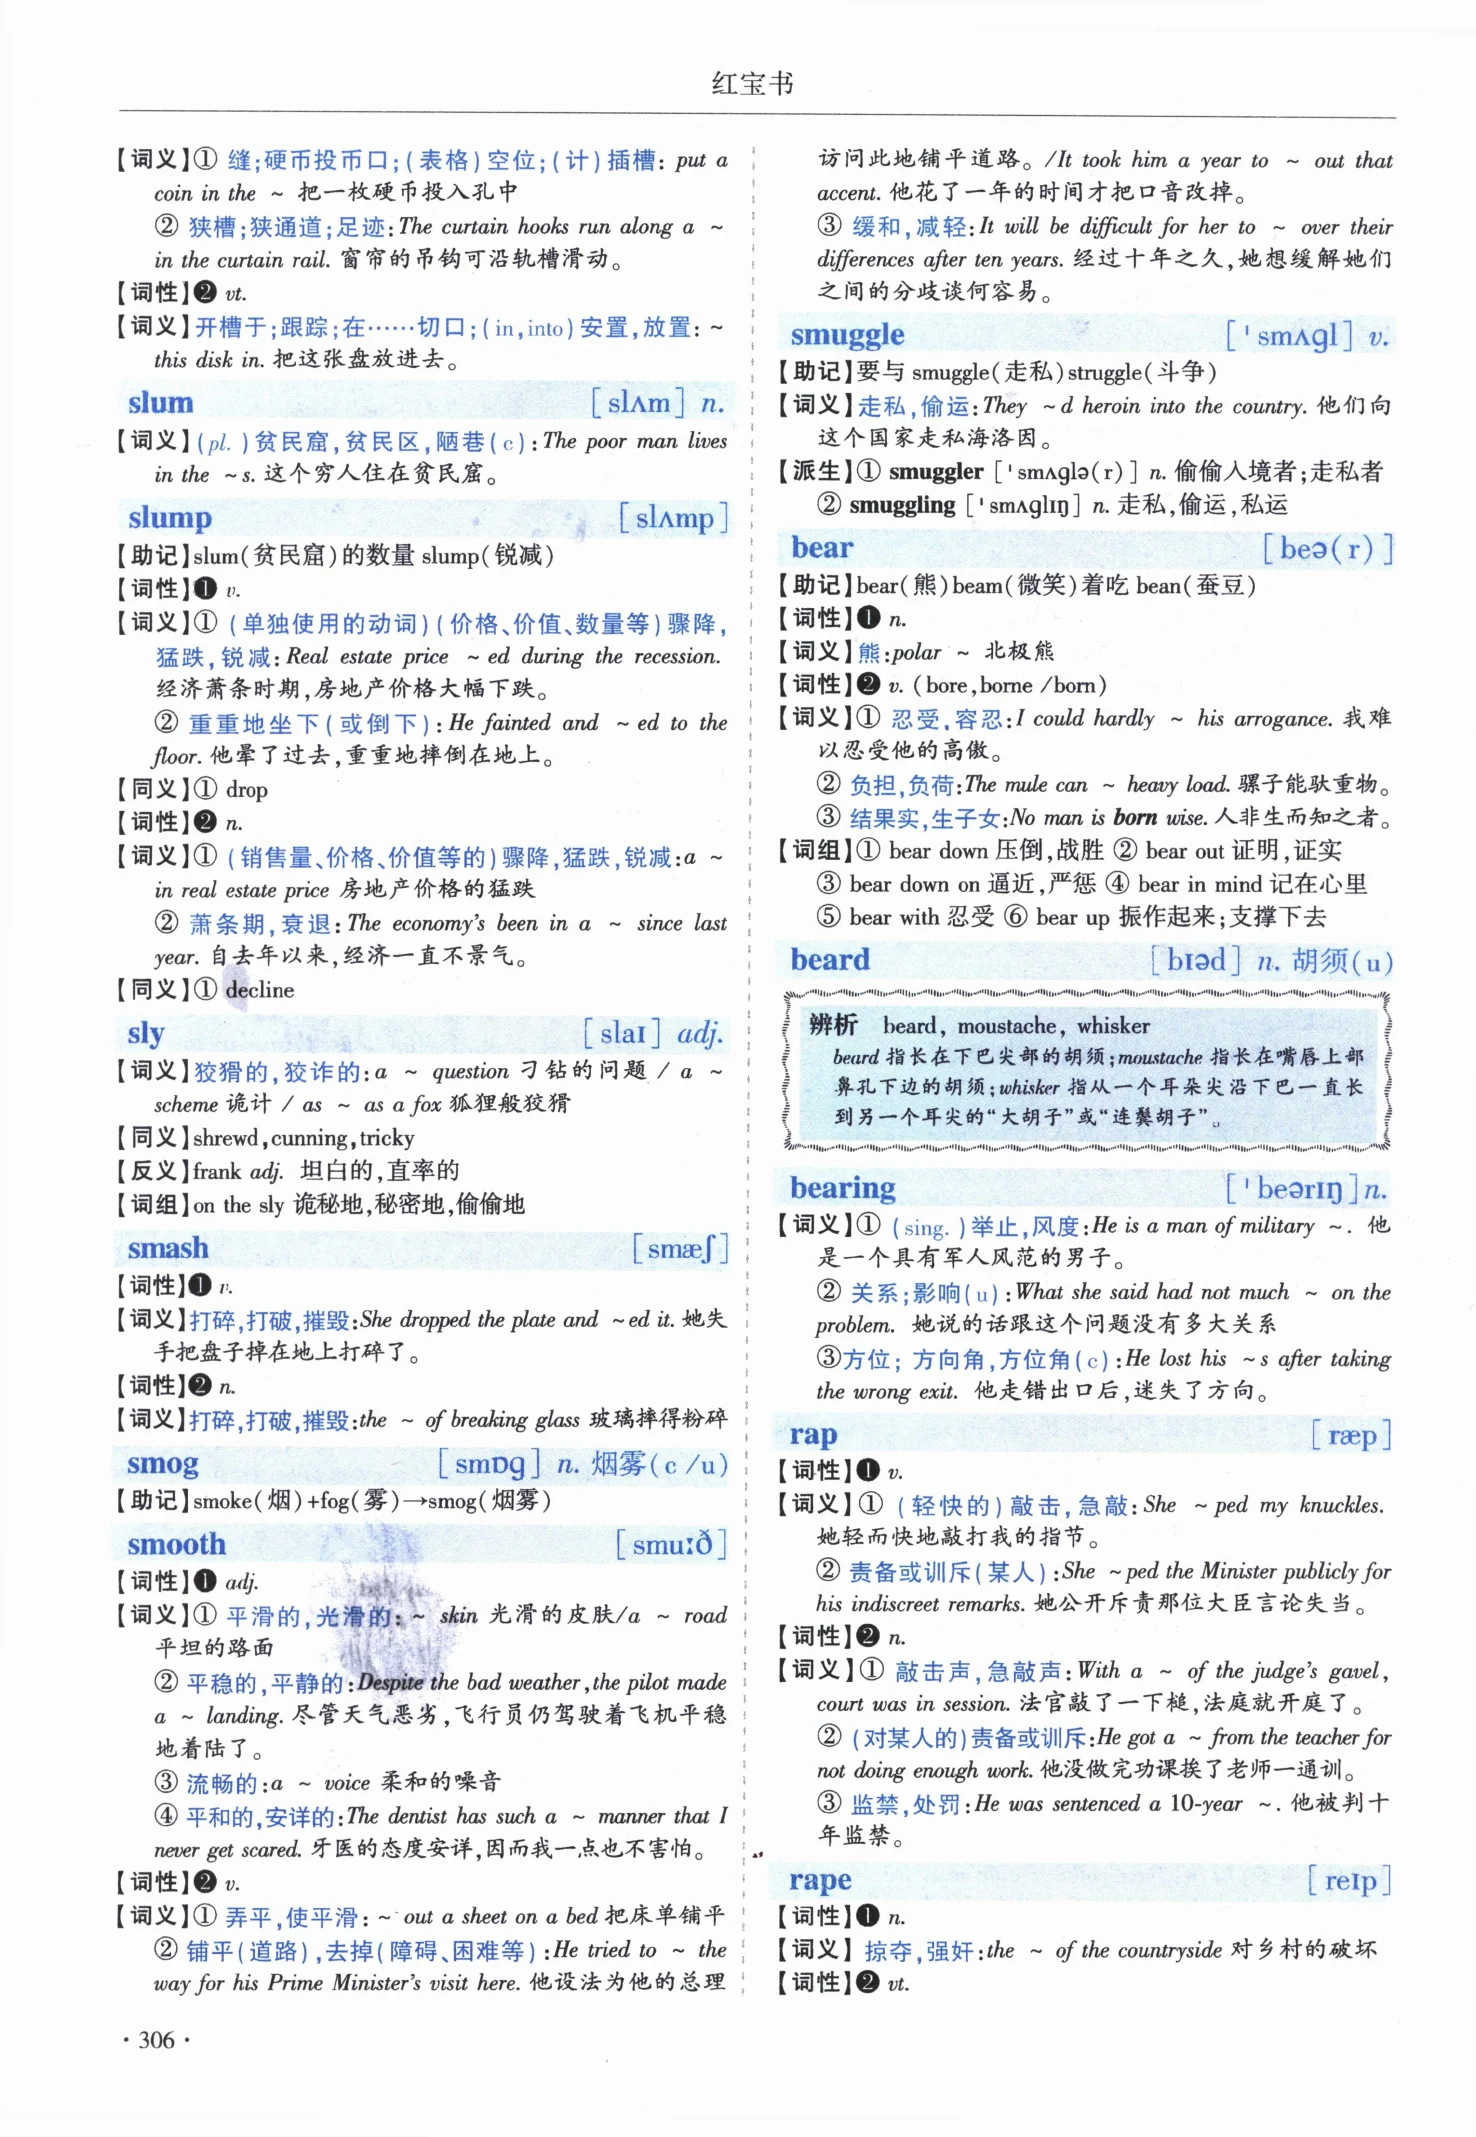 红宝书
【词义】① 缝;硬币投币口;(表格)空位;(计)插槽: put a
coin in the ~ 把一枚硬币投入孔中
② 狭槽;狭通道;足迹:The curtain hooks run along a ~
in the curtain rail. 窗帘的吊钩可沿轨槽滑动。
【词性】❷ vt.
【词义】开槽于;跟踪;在……切口;(in,into)安置,放置: ~
this disk in. 把这张盘放进去。
slum [slʌm] n.
【词义】(pl. )贫民窟,贫民区,陋巷(c):The poor man lives
in the ~s. 这个穷人住在贫民窟。
slump [slʌmp]
【助记】slum(贫民窟)的数量 slump(锐减)
【词性】❶ v.
【词义】① (单独使用的动词)(价格、价值、数量等)骤降,
猛跌,锐减:Real estate price ~ed during the recession.
经济萧条时期,房地产价格大幅下跌。
② 重重地坐下(或倒下):He fainted and ~ed to the
floor. 他晕了过去,重重地摔倒在地上。
【同义】① drop
【词性】❷ n.
【词义】① (销售量、价格、价值等的)骤降,猛跌,锐减:a ~
in real estate price 房地产价格的猛跌
② 萧条期,衰退:The economy's been in a ~ since last
year. 自去年以来,经济一直不景气。
【同义】① decline
sly [slaɪ] adj.
【词义】狡猾的,狡诈的:a ~ question 刁钻的问题 / a ~
scheme 诡计 / as ~ as a fox 狐狸般狡猾
【同义】shrewd,cunning,tricky
【反义】frank adj. 坦白的,直率的
【词组】on the sly 诡秘地,秘密地,偷偷地
smash [smæʃ]
【词性】❶ v.
【词义】打碎,打破,摧毁:She dropped the plate and ~ed it. 她失
手把盘子掉在地上打碎了。
【词性】❷ n.
【词义】打碎,打破,摧毁:the ~ of breaking glass 玻璃摔得粉碎
smog [smɒg] n. 烟雾(c/u)
【助记】smoke(烟)+fog(雾)→smog(烟雾)
smooth [smuːð]
【词性】❶ adj.
【词义】① 平滑的,光滑的: ~ skin 光滑的皮肤/a ~ road
平坦的路面
② 平稳的,平静的:Despite the bad weather,the pilot made
a ~ landing. 尽管天气恶劣,飞行员仍驾驶着飞机平稳
地着陆了。
③ 流畅的:a ~ voice 柔和的嗓音
④ 平和的,安详的:The dentist has such a ~ manner that I
never get scared. 牙医的态度安详,因而我一点也不害怕。
【词性】❷ v.
【词义】① 弄平,使平滑: ~ out a sheet on a bed 把床单铺平
② 铺平(道路),去掉(障碍、困难等):He tried to ~ the
way for his Prime Minister's visit here. 他设法为他的总理
访问此地铺平道路。/It took him a year to ~ out that
accent. 他花了一年的时间才把口音改掉。
③ 缓和,减轻:It will be difficult for her to ~ over their
differences after ten years. 经过十年之久,她想缓解她们
之间的分歧谈何容易。
smuggle ['smʌgl] v.
【助记】要与 smuggle(走私)struggle(斗争)
【词义】走私,偷运:They ~d heroin into the country. 他们向
这个国家走私海洛因。
【派生】① smuggler ['smʌglə(r)] n. 偷偷入境者;走私者
② smuggling ['smʌglɪŋ] n. 走私,偷运,私运
bear [beə(r)]
【助记】bear(熊)beam(微笑)着吃 bean(蚕豆)
【词性】❶ n.
【词义】熊:polar ~ 北极熊
【词性】❷ v. (bore,borne/born)
【词义】① 忍受,容忍:I could hardly ~ his arrogance. 我难
以忍受他的高傲。
② 负担,负荷:The mule can ~ heavy load. 骡子能驮重物。
③ 结果实,生子女:No man is born wise. 人非生而知之者。
【词组】① bear down 压倒,战胜 ② bear out 证明,证实
③ bear down on 逼近,严惩 ④ bear in mind 记在心里
⑤ bear with 忍受 ⑥ bear up 振作起来;支撑下去
beard [bɪəd] n. 胡须(u)
辨析 beard, moustache, whisker
beard 指长在下巴尖部的胡须;moustache 指长在嘴唇上部
鼻孔下边的胡须;whisker 指从一个耳朵尖沿下巴一直长
到另一个耳尖的“大胡子”或“连鬓胡子”。
bearing ['beərɪŋ] n.
【词义】① (sing. )举止,风度:He is a man of military ~. 他
是一个具有军人风范的男子。
② 关系;影响(u):What she said had not much ~ on the
problem. 她说的话跟这个问题没有多大关系
③方位; 方向角,方位角(c):He lost his ~s after taking
the wrong exit. 他走错出口后,迷失了方向。
rap [ræp]
【词性】❶ v.
【词义】① (轻快的)敲击,急敲:She ~ped my knuckles.
她轻而快地敲打我的指节。
② 责备或训斥(某人):She ~ped the Minister publicly for
his indiscreet remarks. 她公开斥责那位大臣言论失当。
【词性】❷ n.
【词义】① 敲击声,急敲声:With a ~ of the judge's gavel,
court was in session. 法官敲了一下槌,法庭就开庭了。
② (对某人的)责备或训斥:He got a ~ from the teacher for
not doing enough work. 他没做完功课挨了老师一通训。
③ 监禁,处罚:He was sentenced a 10-year ~. 他被判十
年监禁。
rape [reɪp]
【词性】❶ n.
【词义】 掠夺,强奸:the ~ of the countryside 对乡村的破坏
【词性】❷ vt.
· 306 ·